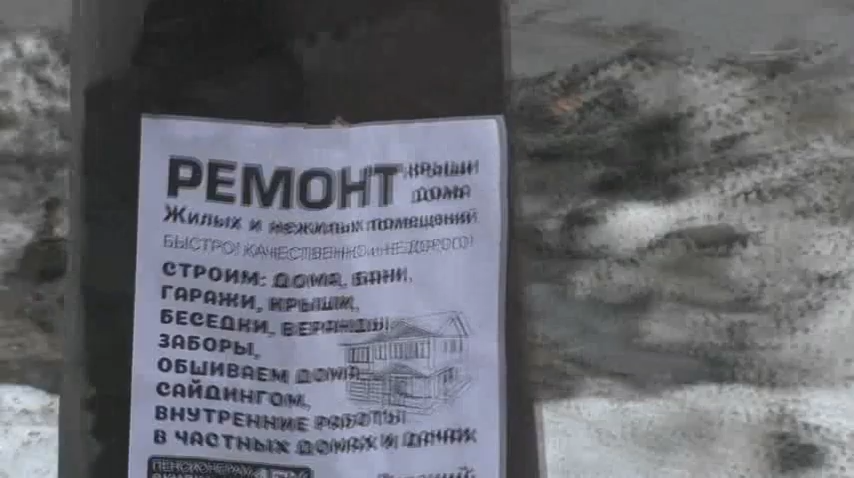 РЕМОНТ КРЫШИ
ДОМА
Жилых и нежилых помещений
БЫСТРО! КАЧЕСТВЕННО и НЕДОРОГО!
СТРОИМ: ДОМА, БАНИ,
ГАРАЖИ, КРЫШИ,
БЕСЕДКИ, ВЕРАНДЫ,
ЗАБОРЫ,
ОБШИВАЕМ ДОМА
САЙДИНГОМ,
ВНУТРЕННИЕ РАБОТЫ
В ЧАСТНЫХ ДОМАХ И ДАЧАХ
ПЕНСИОНЕРАМ